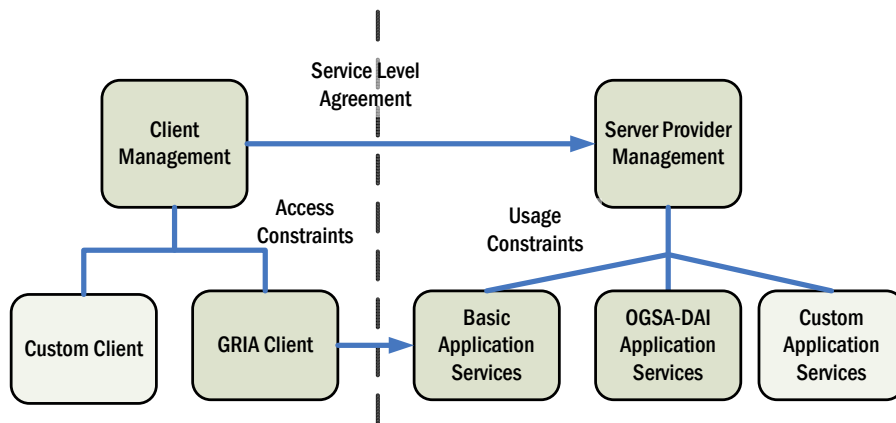 Service Level
Agreement
Client
Management
Server Provider
Management
Access
Constraints
Usage
Constraints
Custom Client
GRIA Client
Basic
Application
Services
OGSA-DAI
Application
Services
Custom
Application
Services